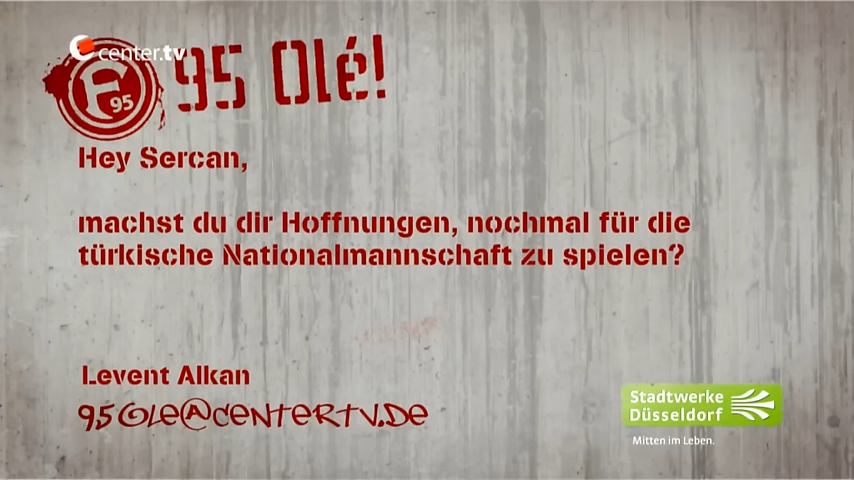 center.tv
F
95
95 Olé!
Hey Sercan,
machst du dir Hoffnungen, nochmal für die
türkische Nationalmannschaft zu spielen?
Levent Alkan
95OLE@CENTERTV.DE
Stadtwerke
Düsseldorf
Mitten im Leben.